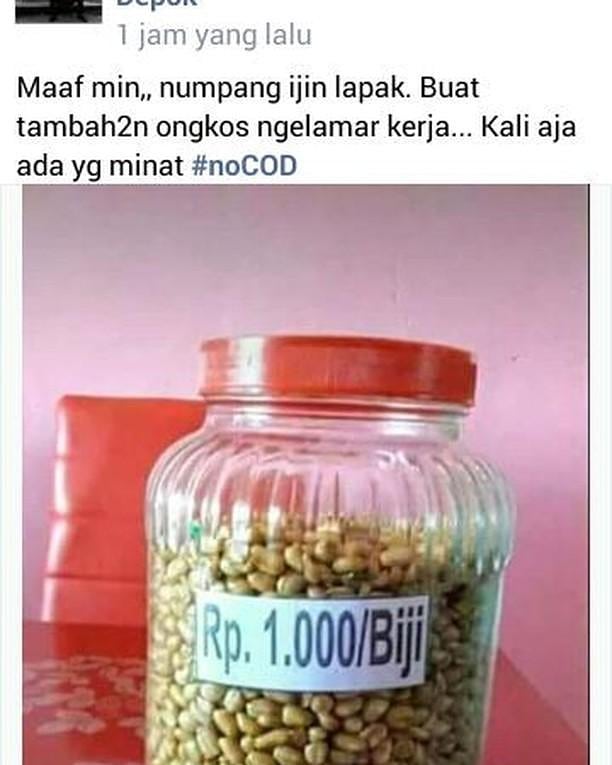 Depok
1 jam yang lalu
Maaf min,, numpang ijin lapak. Buat
tambah2n ongkos ngelamar kerja... Kali aja
ada yg minat #noCOD
Rp. 1.000/Biji